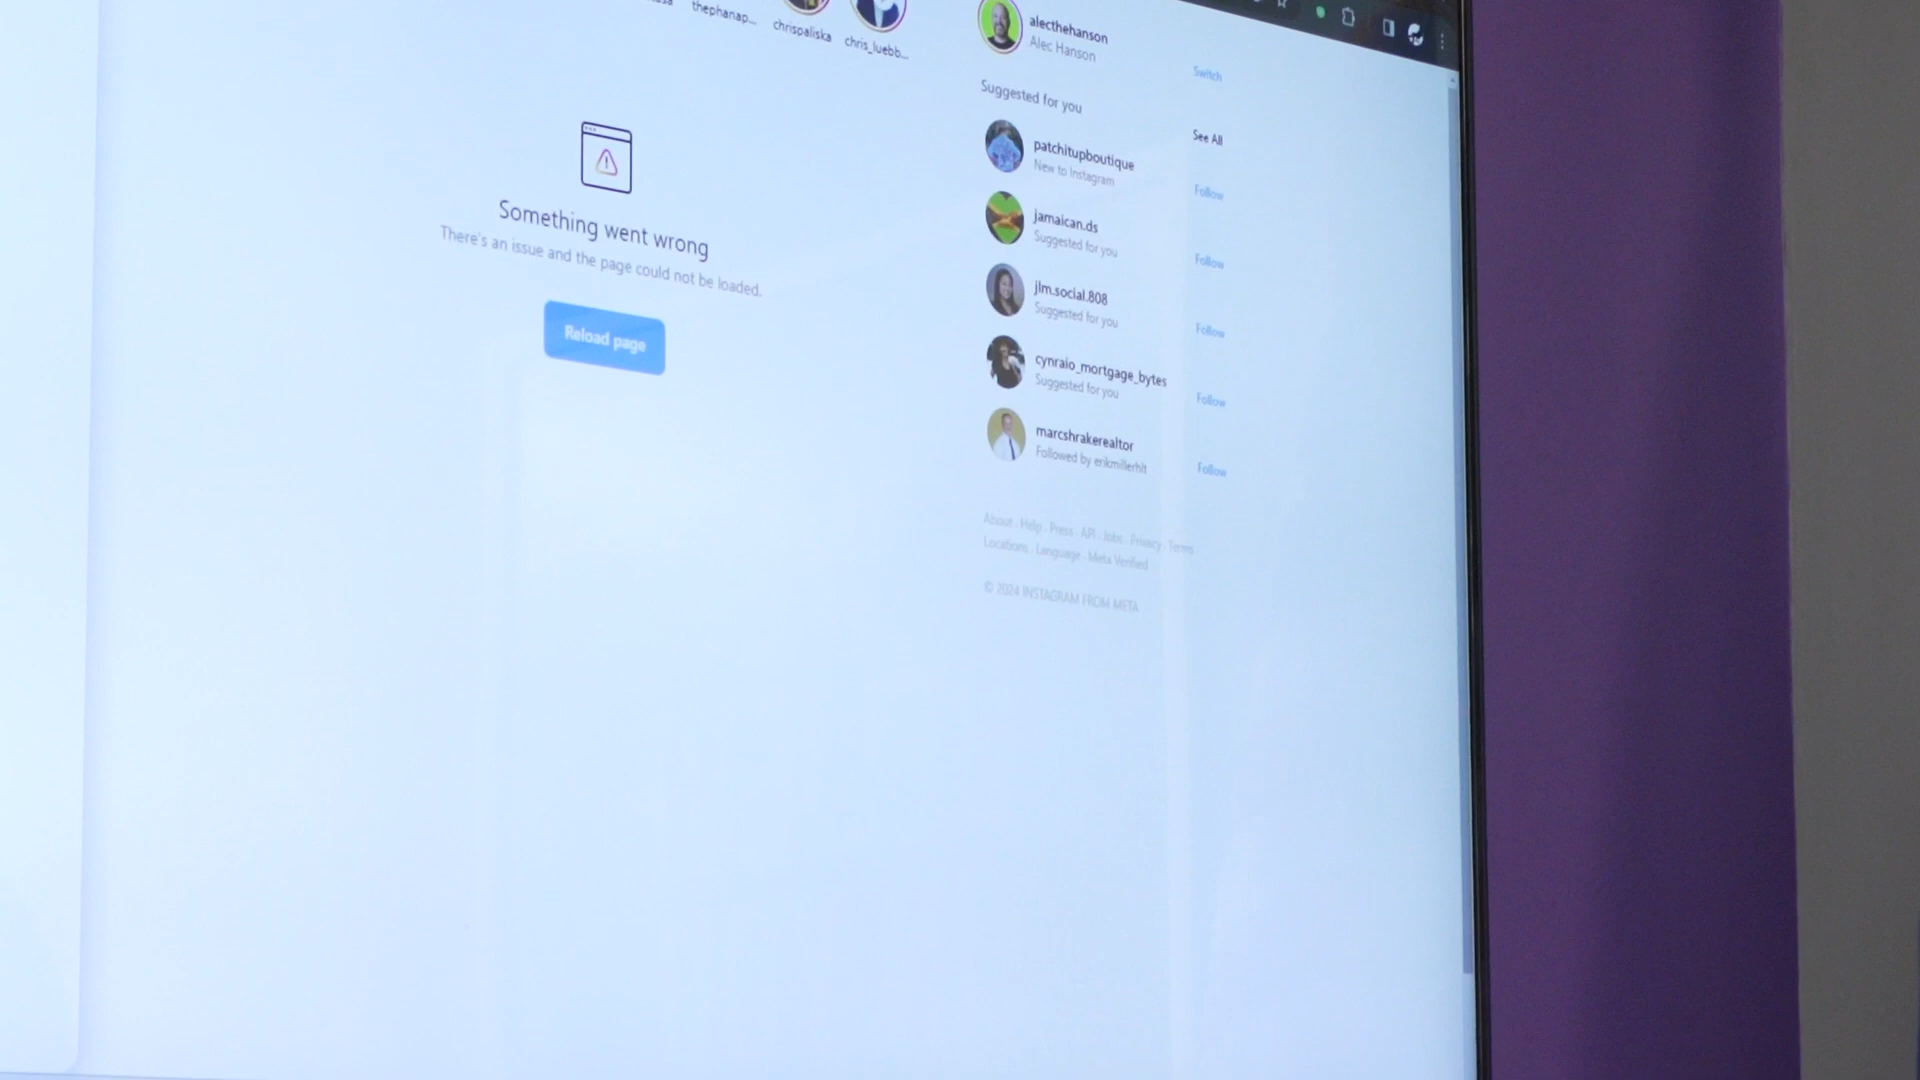 thephanap...
chrispaliska
chris_luebb...
alecthehanson
Alec Hanson
Switch
Suggested for you
See All
patchitupboutique
New to Instagram
Follow
jamaican.ds
Suggested for you
Follow
jlm.social.808
Suggested for you
Follow
cynraio_mortgage_bytes
Suggested for you
Follow
marcshrakerealtor
Followed by erikmillerhlt
Follow
Something went wrong
There's an issue and the page could not be loaded.
Reload page
About · Help · Press · API · Jobs · Privacy · Terms
Locations · Language · Meta Verified
© 2024 INSTAGRAM FROM META